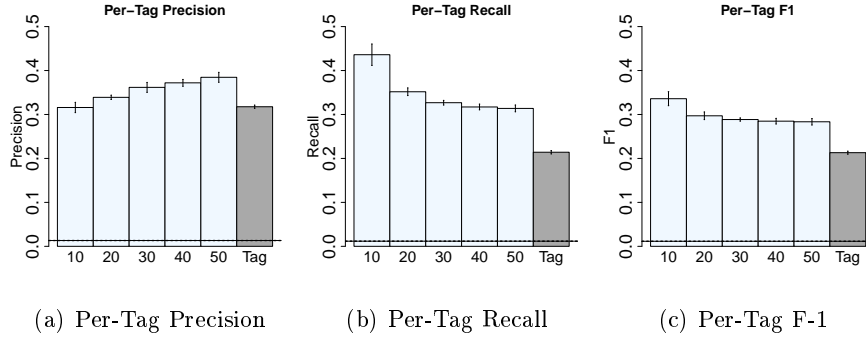 Per-Tag Precision
Precision
0.0 0.1 0.2 0.3 0.4 0.5
10 20 30 40 50 Tag
Per-Tag Recall
Recall
0.0 0.1 0.2 0.3 0.4 0.5
10 20 30 40 50 Tag
Per-Tag F1
F1
0.0 0.1 0.2 0.3 0.4 0.5
10 20 30 40 50 Tag
(a) Per-Tag Precision
(b) Per-Tag Recall
(c) Per-Tag F-1